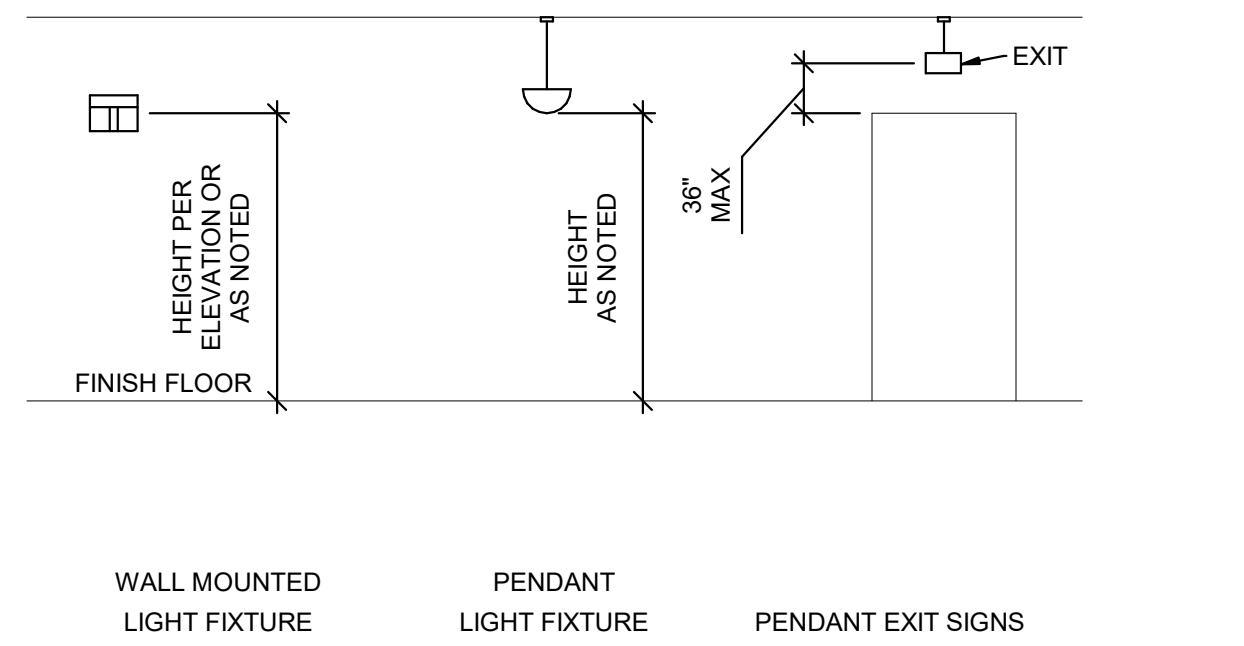 EXIT
36"
MAX
HEIGHT PER
ELEVATION OR
AS NOTED
HEIGHT
AS NOTED
FINISH FLOOR
WALL MOUNTED
LIGHT FIXTURE
PENDANT
LIGHT FIXTURE
PENDANT EXIT SIGNS